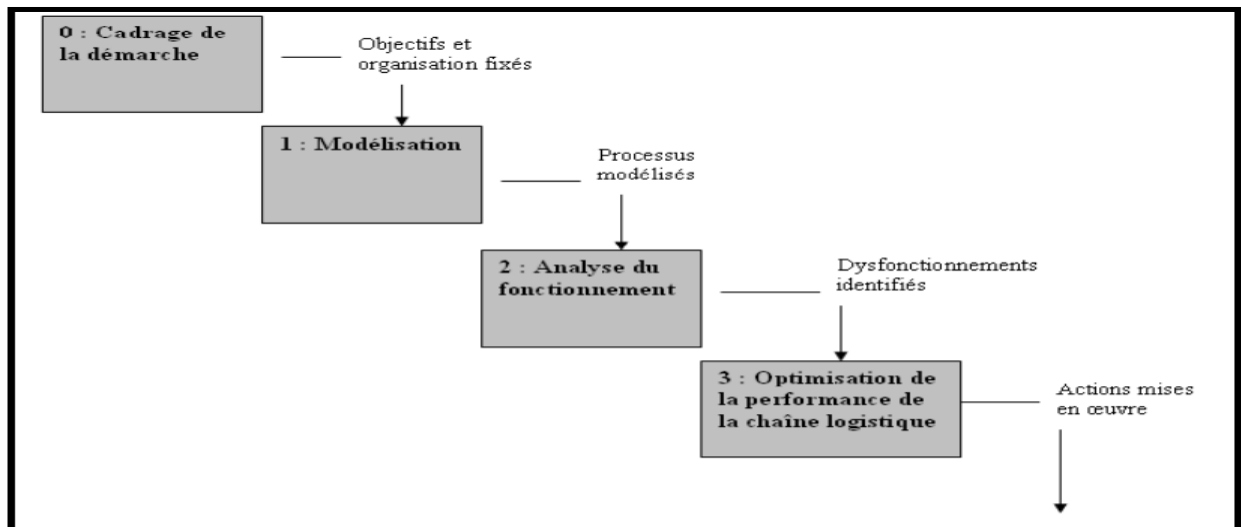 0 : Cadrage de
la démarche
Objectifs et
organisation fixés
1 : Modélisation
Processus
modélisés
2 : Analyse du
fonctionnement
Dysfonctionnements
identifiés
3 : Optimisation de
la performance de
la chaîne logistique
Actions mises
en œuvre